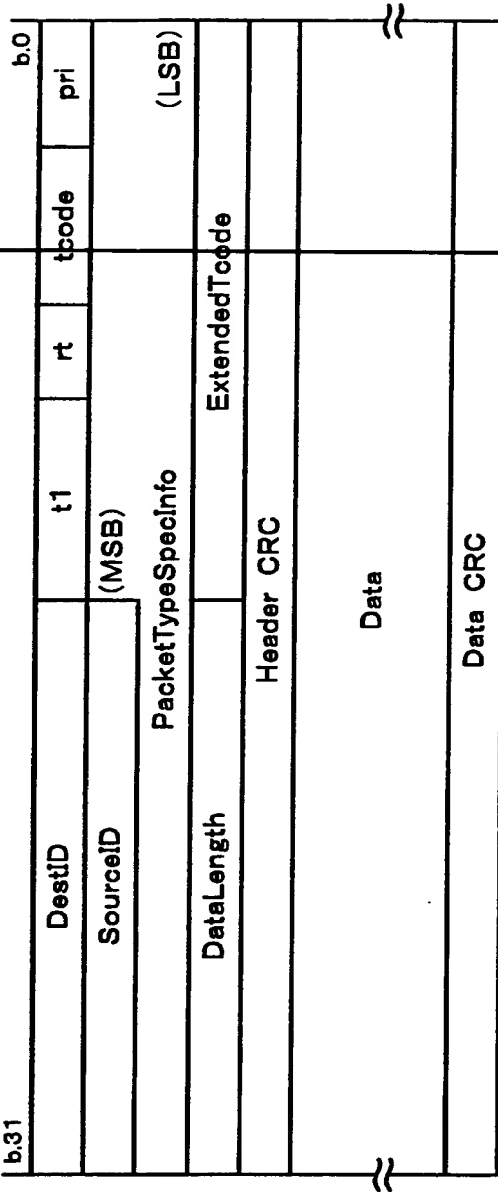 b.31 b.0
DestID t1 rt tcode pri
SourceID (MSB)
PacketTypeSpecInfo (LSB)
DataLength ExtendedTcode
Header CRC
Data
Data CRC